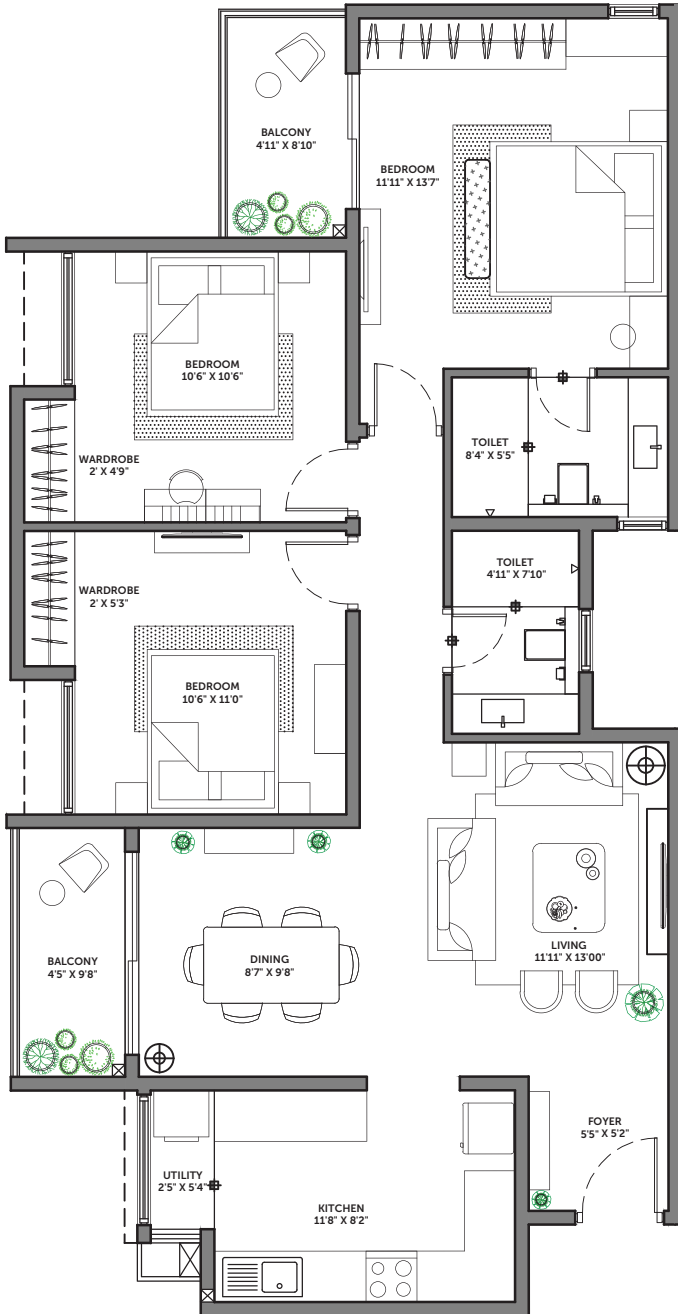 BALCONY
4'11" X 8'10"
BEDROOM
11'11" X 13'7"
BEDROOM
10'6" X 10'6"
WARDROBE
2' X 4'9"
TOILET
8'4" X 5'5"
TOILET
4'11" X 7'10"
WARDROBE
2' X 5'3"
BEDROOM
10'6" X 11'0"
BALCONY
4'5" X 9'8"
DINING
8'7" X 9'8"
LIVING
11'11" X 13'00"
FOYER
5'5" X 5'2"
UTILITY
2'5" X 5'4"
KITCHEN
11'8" X 8'2"